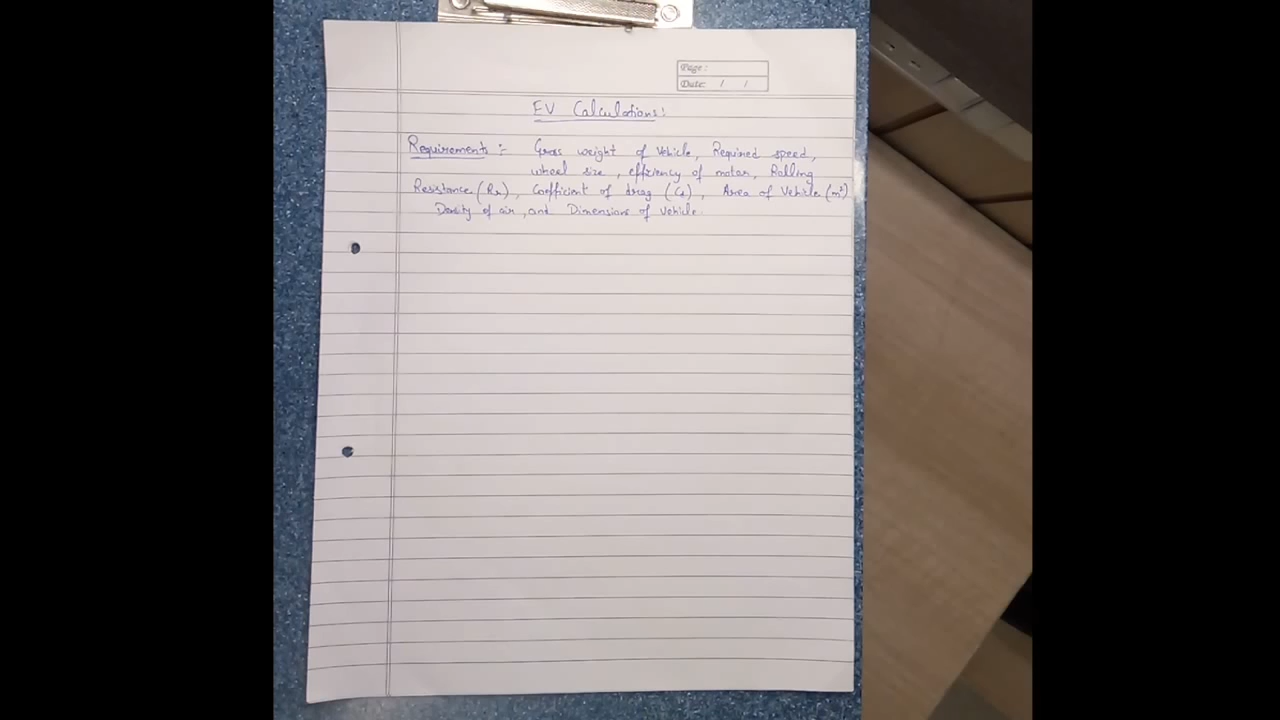 Page :
Date: / /
EV Calculations:
Requirements :- Gross weight of Vehicle, Required speed,
wheel size, efficiency of motor, Rolling
Resistance (Rr), Coefficient of drag (Cd), Area of Vehicle (m²)
Density of air, and Dimensions of vehicle.